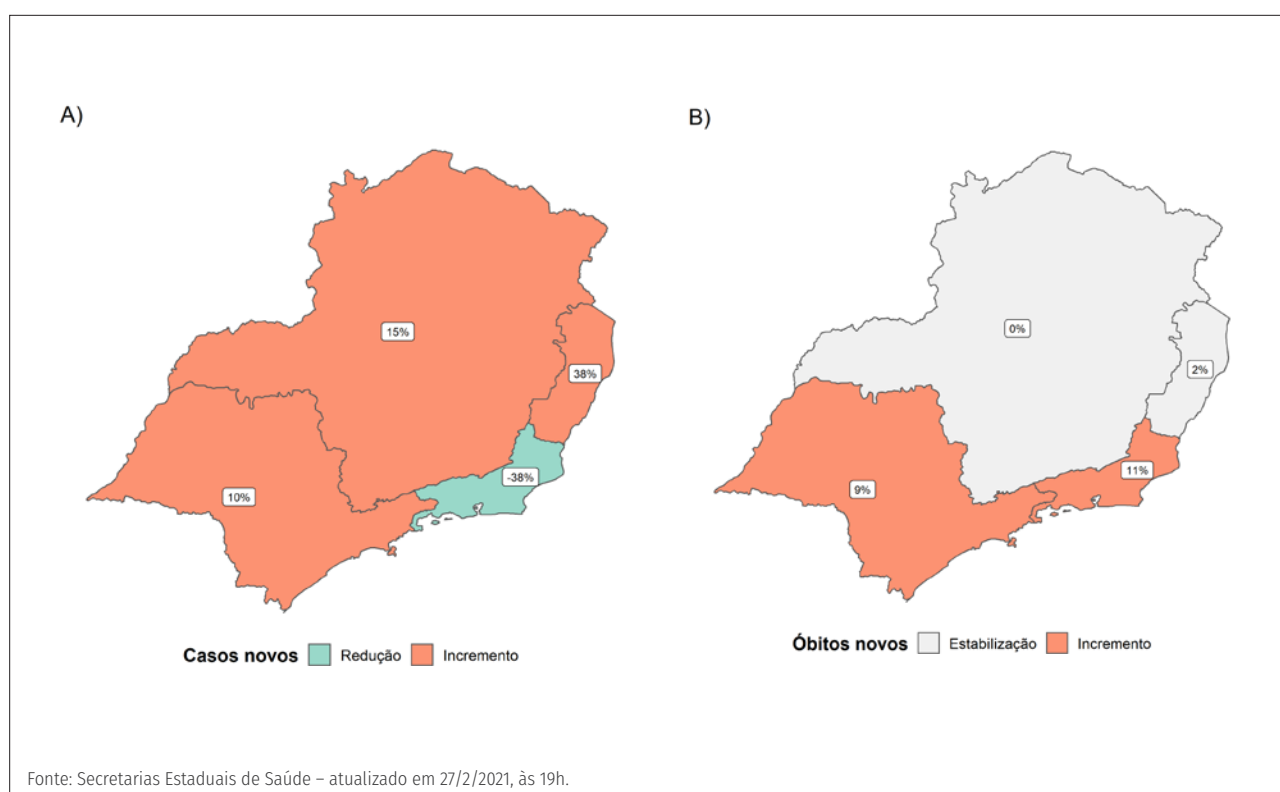 A)
15%
38%
-38%
10%
Casos novos Redução Incremento
B)
0%
2%
11%
9%
Óbitos novos Estabilização Incremento
Fonte: Secretarias Estaduais de Saúde – atualizado em 27/2/2021, às 19h.